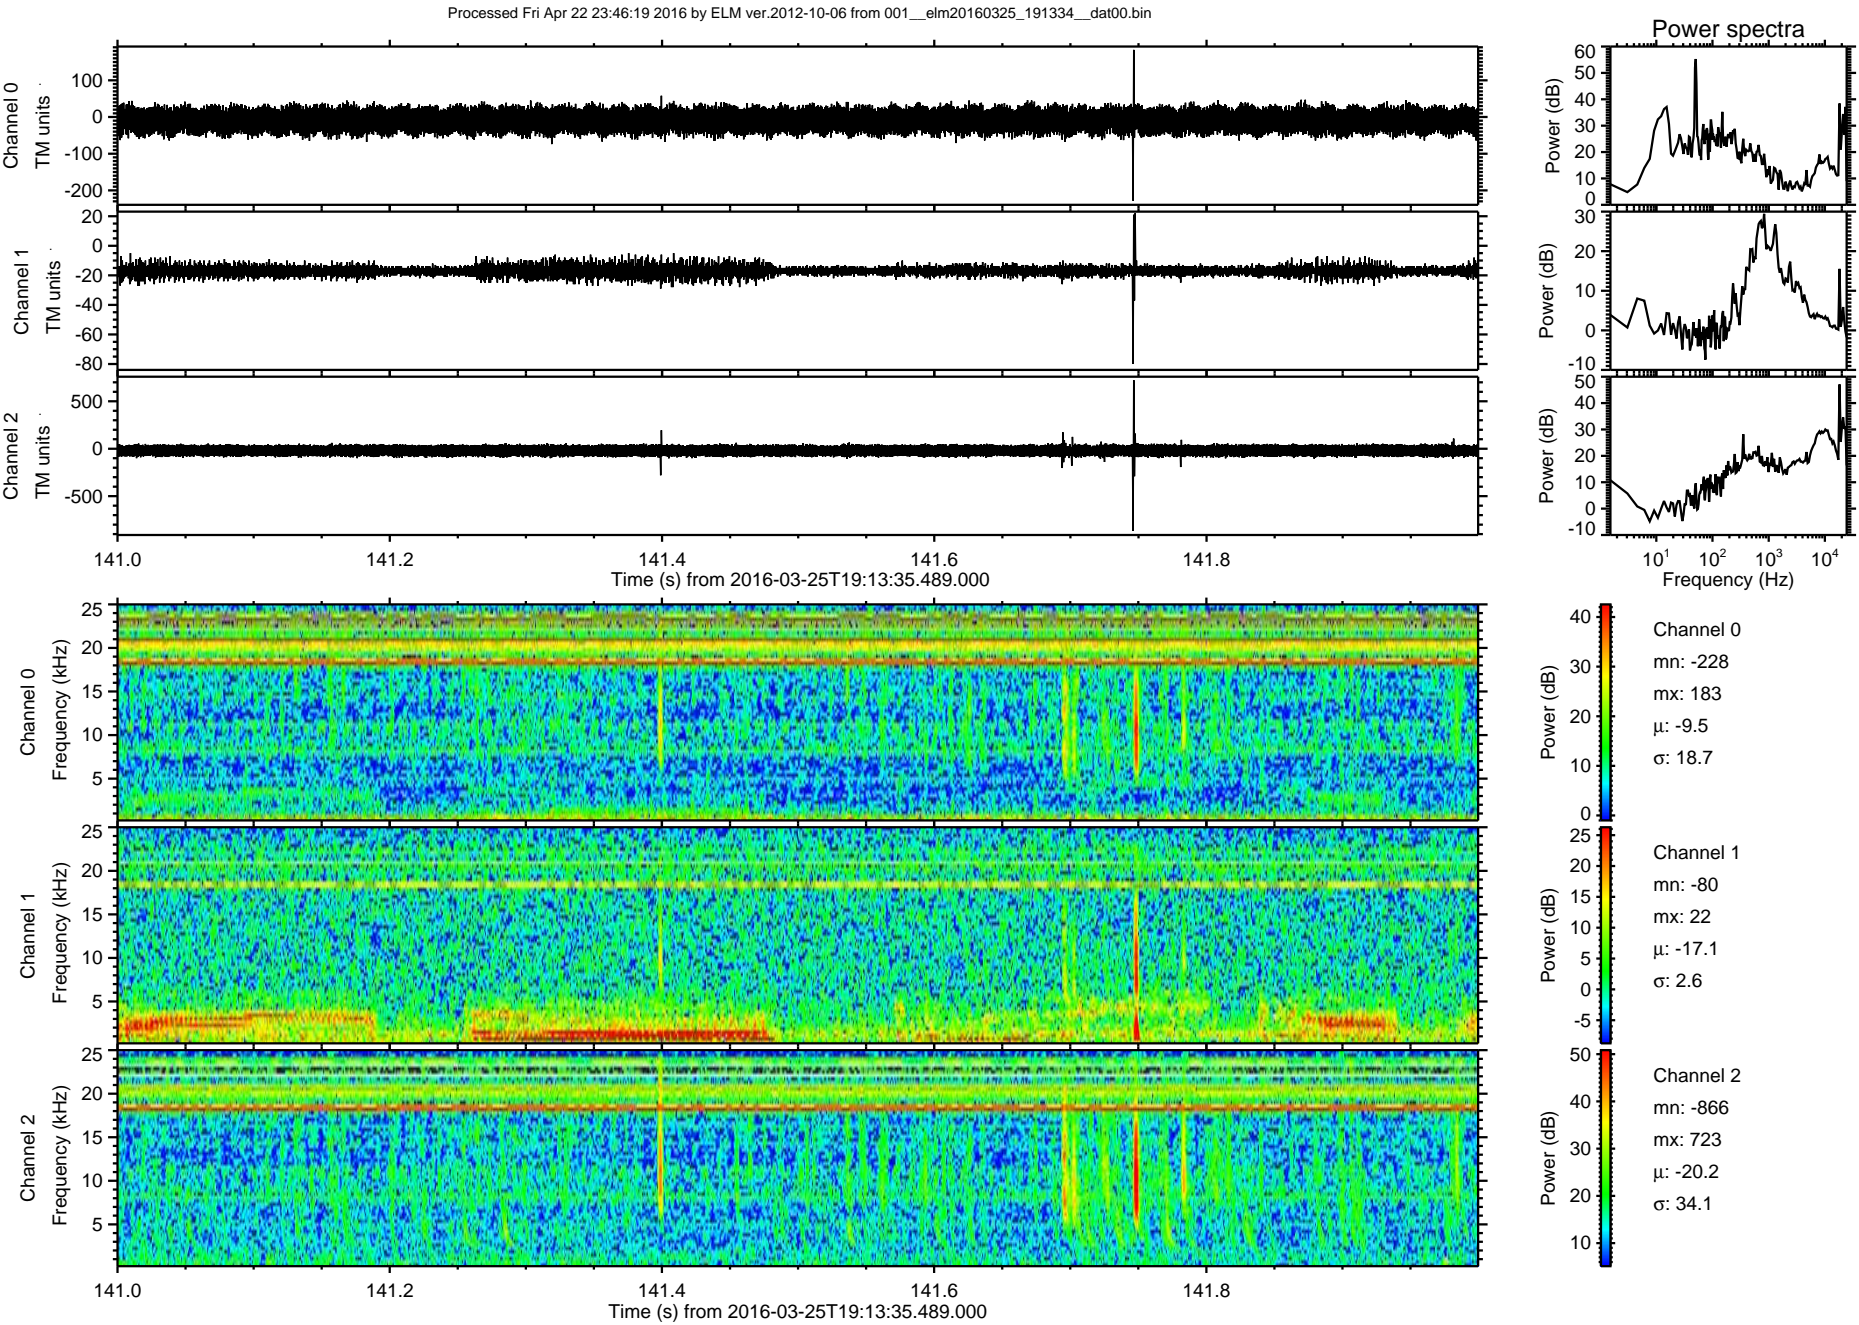 Processed Fri Apr 22 23:46:19 2016 by ELM ver.2012-10-06 from 001__elm20160325_191334__dat00.bin
Power spectra
Channel 0
TM units
100
0
-100
-200
Power (dB)
60
50
40
30
20
10
0
Channel 1
TM units
20
0
-20
-40
-60
-80
Power (dB)
30
20
10
0
-10
Channel 2
TM units
500
0
-500
Power (dB)
50
40
30
20
10
0
-10
141.0 141.2 141.4 141.6 141.8
Time (s) from 2016-03-25T19:13:35.489.000
10^1 10^2 10^3 10^4
Frequency (Hz)
Channel 0
Frequency (kHz)
25
20
15
10
5
Power (dB)
40
30
20
10
0
Channel 0
mn: -228
mx: 183
μ: -9.5
σ: 18.7
Channel 1
Frequency (kHz)
25
20
15
10
5
Power (dB)
25
20
15
10
5
0
-5
Channel 1
mn: -80
mx: 22
μ: -17.1
σ: 2.6
Channel 2
Frequency (kHz)
25
20
15
10
5
Power (dB)
50
40
30
20
10
Channel 2
mn: -866
mx: 723
μ: -20.2
σ: 34.1
141.0 141.2 141.4 141.6 141.8
Time (s) from 2016-03-25T19:13:35.489.000